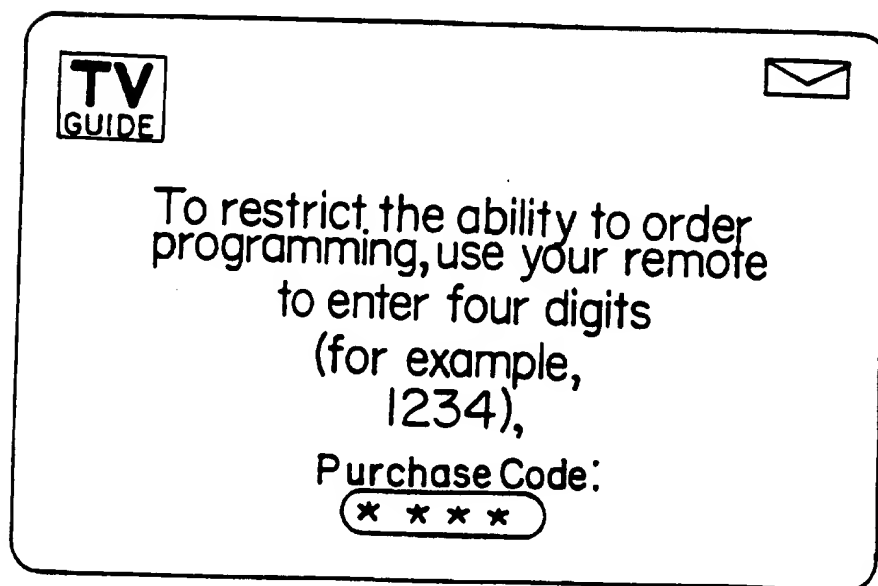 TV
GUIDE
To restrict the ability to order
programming, use your remote
to enter four digits
(for example,
1234),
Purchase Code:
* * * *